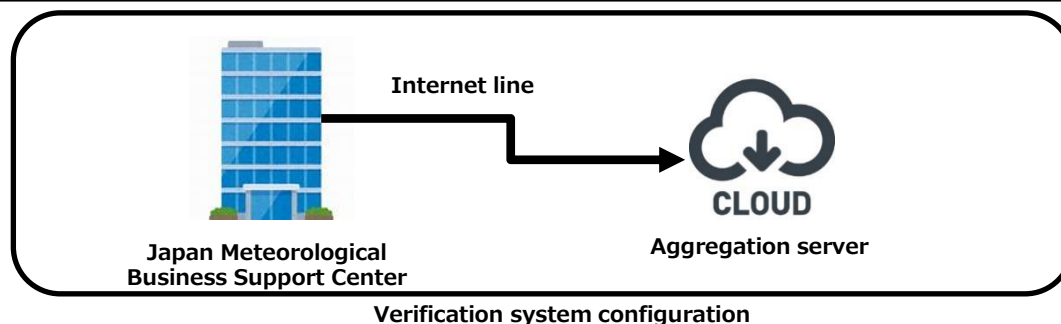 Internet line
CLOUD
Japan Meteorological
Business Support Center
Aggregation server
Verification system configuration